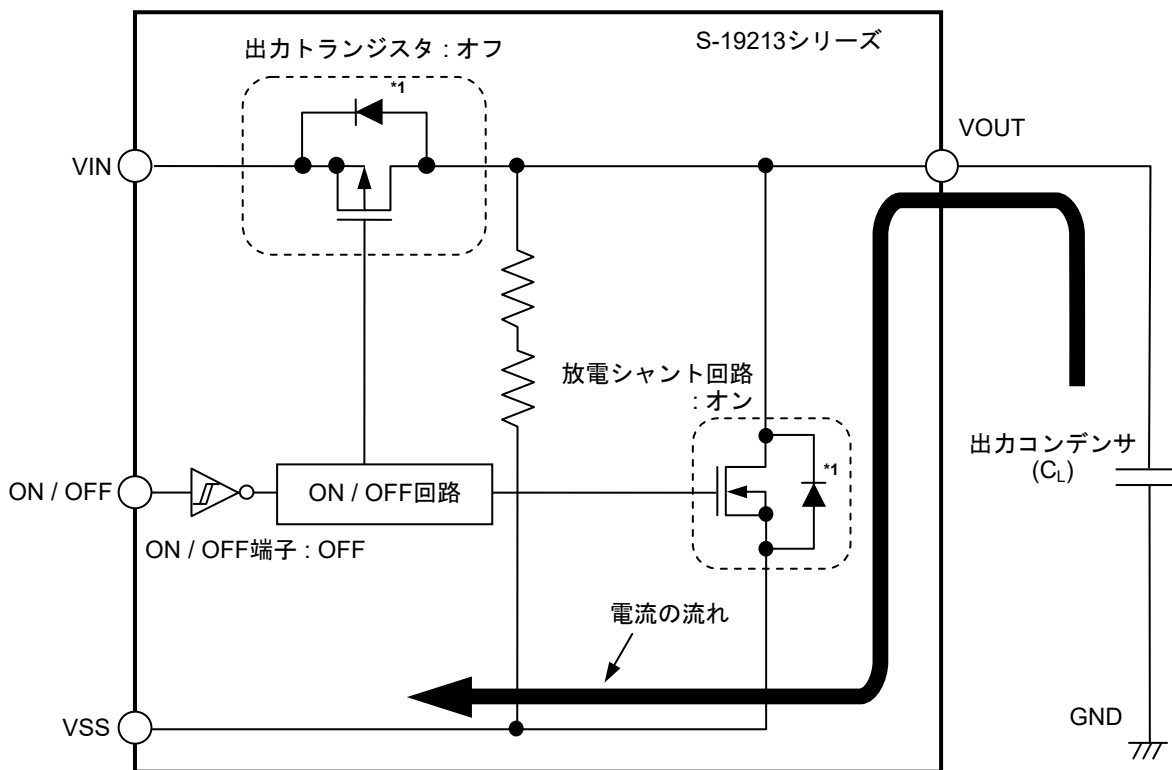 出力トランジスタ : オフ
S-19213シリーズ
*1
VOUT
VIN
放電シャント回路
: オン
*1
出力コンデンサ
(CL)
ON / OFF
ON / OFF回路
ON / OFF端子 : OFF
電流の流れ
VSS
GND